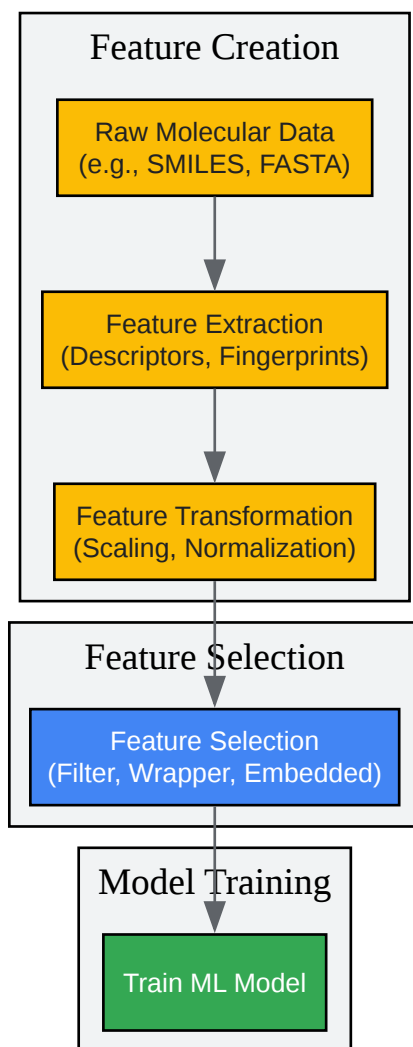 Feature Creation
Raw Molecular Data
(e.g., SMILES, FASTA)
Feature Extraction
(Descriptors, Fingerprints)
Feature Transformation
(Scaling, Normalization)
Feature Selection
Feature Selection
(Filter, Wrapper, Embedded)
Model Training
Train ML Model